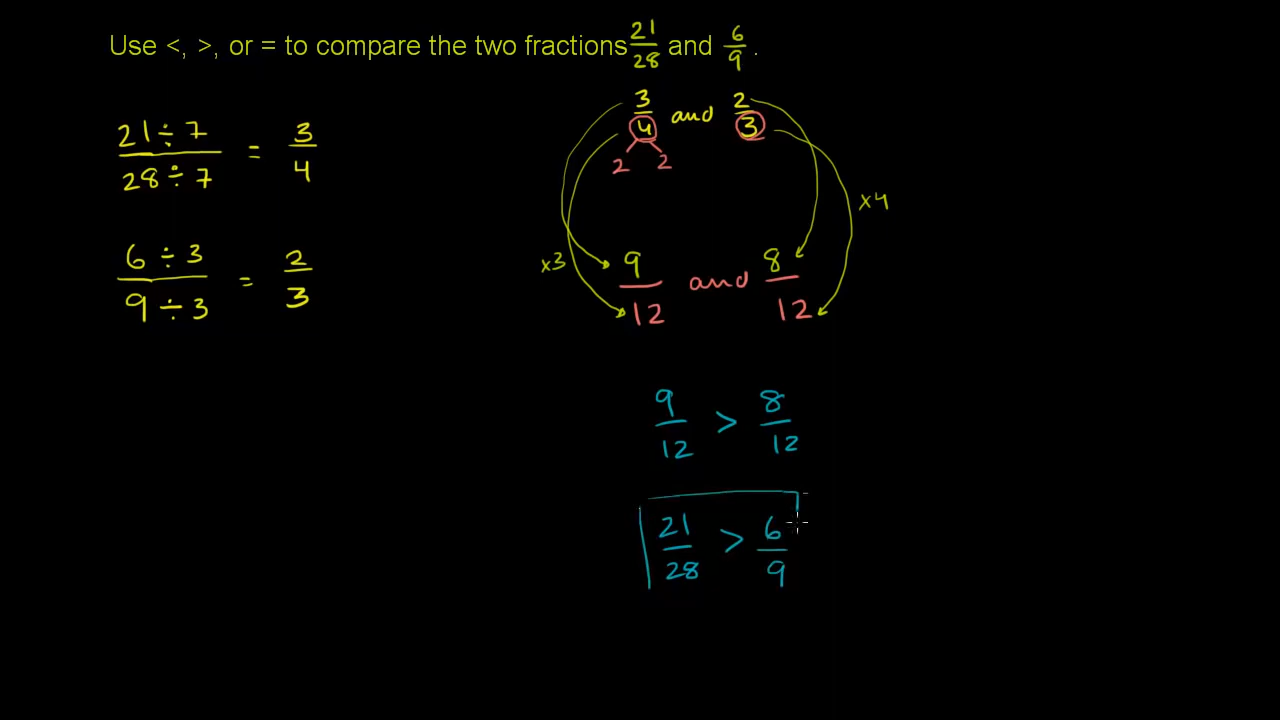 Use <, >, or = to compare the two fractions 21/28 and 6/9 .
21 ÷ 7 / 28 ÷ 7 = 3/4
6 ÷ 3 / 9 ÷ 3 = 2/3
3/4 and 2/3
2 2
x4
x3
9/12 and 8/12
9/12 > 8/12
21/28 > 6/9